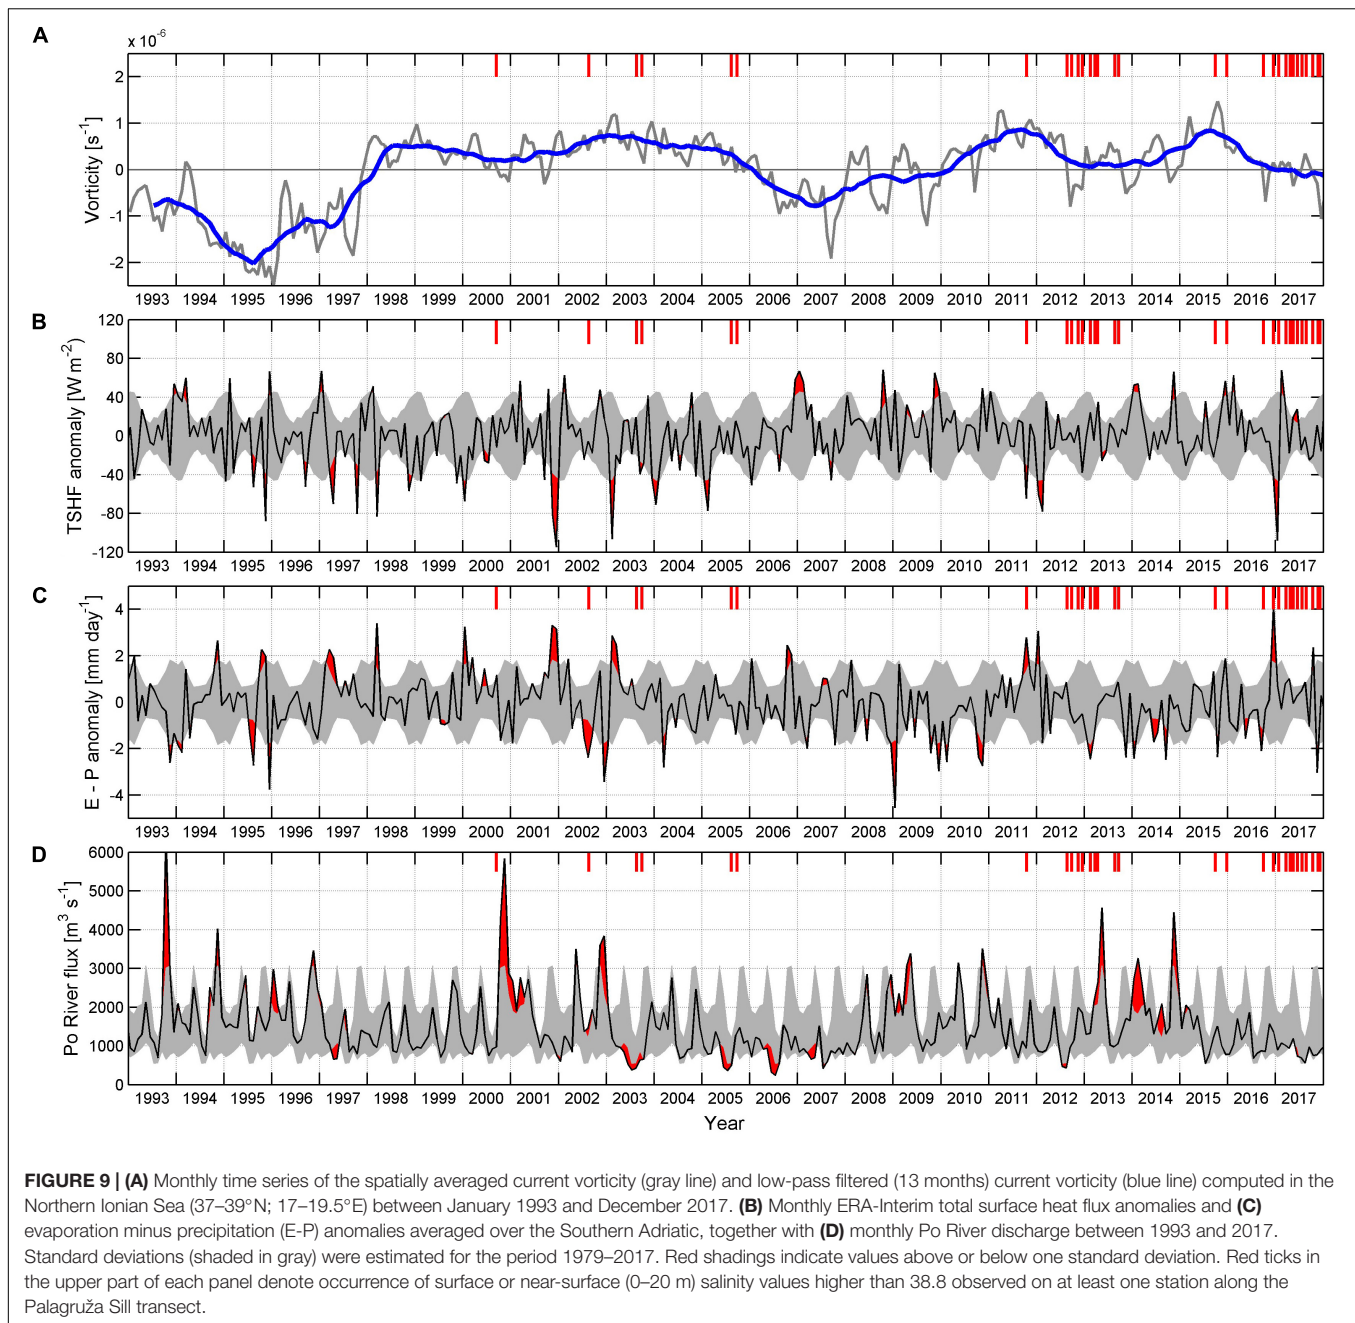 A
x 10-6
Vorticity [s-1]
2
1
0
-1
-2
1993 1994 1995 1996 1997 1998 1999 2000 2001 2002 2003 2004 2005 2006 2007 2008 2009 2010 2011 2012 2013 2014 2015 2016 2017
B
TSHF anomaly [W m-2]
120
80
40
0
-40
-80
-120
1993 1994 1995 1996 1997 1998 1999 2000 2001 2002 2003 2004 2005 2006 2007 2008 2009 2010 2011 2012 2013 2014 2015 2016 2017
C
E - P anomaly [mm day-1]
4
2
0
-2
-4
1993 1994 1995 1996 1997 1998 1999 2000 2001 2002 2003 2004 2005 2006 2007 2008 2009 2010 2011 2012 2013 2014 2015 2016 2017
D
Po River flux [m3 s-1]
6000
5000
4000
3000
2000
1000
0
1993 1994 1995 1996 1997 1998 1999 2000 2001 2002 2003 2004 2005 2006 2007 2008 2009 2010 2011 2012 2013 2014 2015 2016 2017
Year
FIGURE 9 | (A) Monthly time series of the spatially averaged current vorticity (gray line) and low-pass filtered (13 months) current vorticity (blue line) computed in the
Northern Ionian Sea (37–39°N; 17–19.5°E) between January 1993 and December 2017. (B) Monthly ERA-Interim total surface heat flux anomalies and (C)
evaporation minus precipitation (E-P) anomalies averaged over the Southern Adriatic, together with (D) monthly Po River discharge between 1993 and 2017.
Standard deviations (shaded in gray) were estimated for the period 1979–2017. Red shadings indicate values above or below one standard deviation. Red ticks in
the upper part of each panel denote occurrence of surface or near-surface (0–20 m) salinity values higher than 38.8 observed on at least one station along the
Palagruža Sill transect.